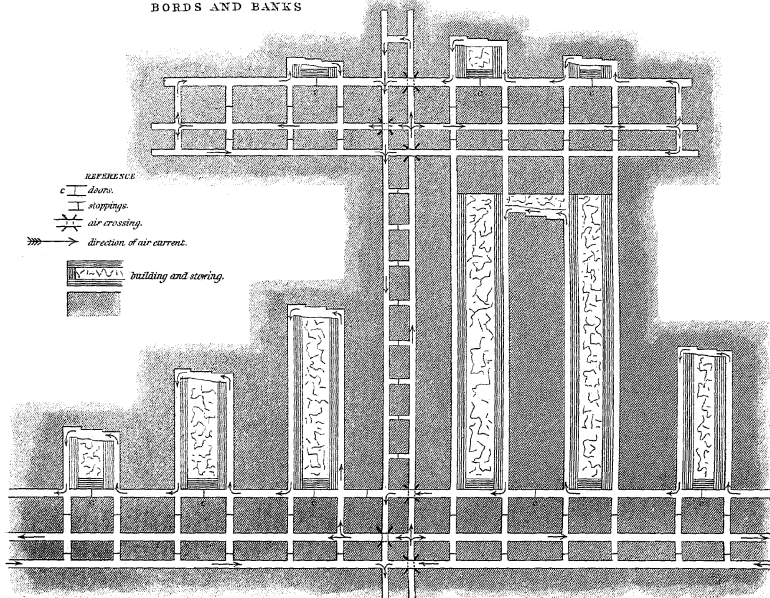 BORDS AND BANKS
REFERENCE
c doors.
stoppings.
air crossing.
direction of air current.
building and stowing.
c
c
c
c
c
c
c
c